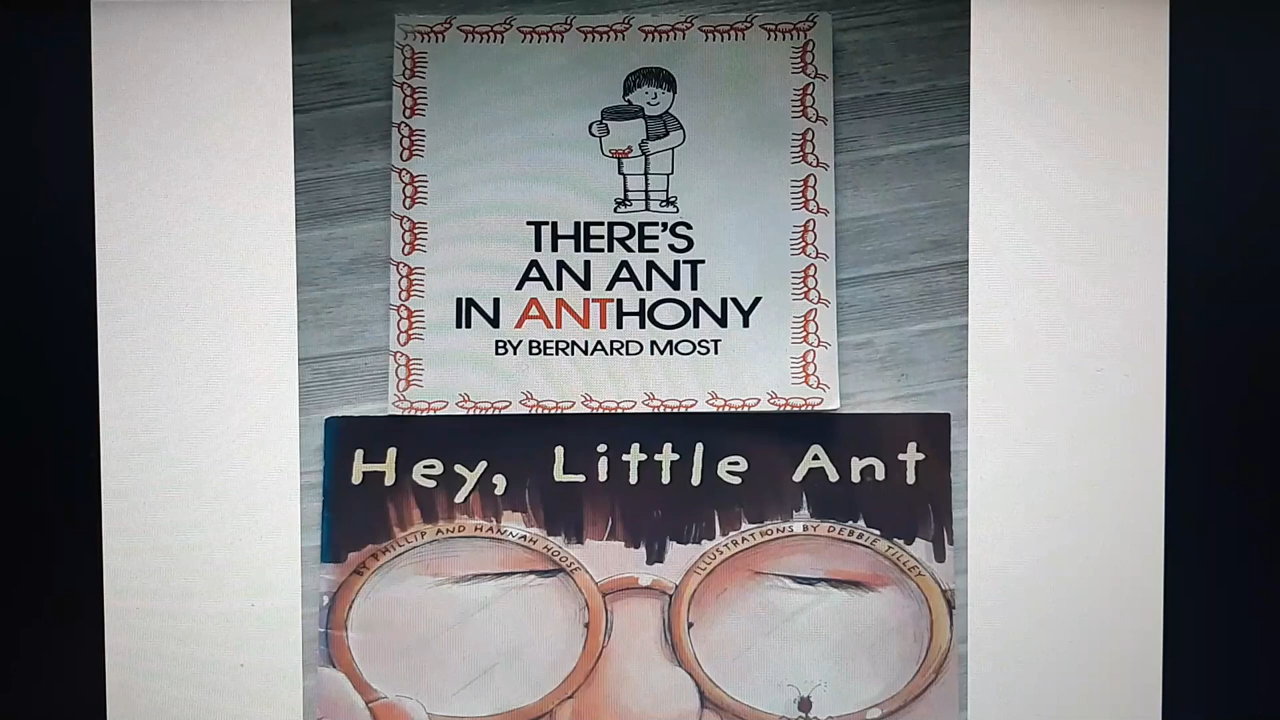 THERE'S
AN ANT
IN ANTHONY
BY BERNARD MOST
Hey, Little Ant
BY PHILLIP AND HANNAH HOOSE
ILLUSTRATIONS BY DEBBIE TILLEY